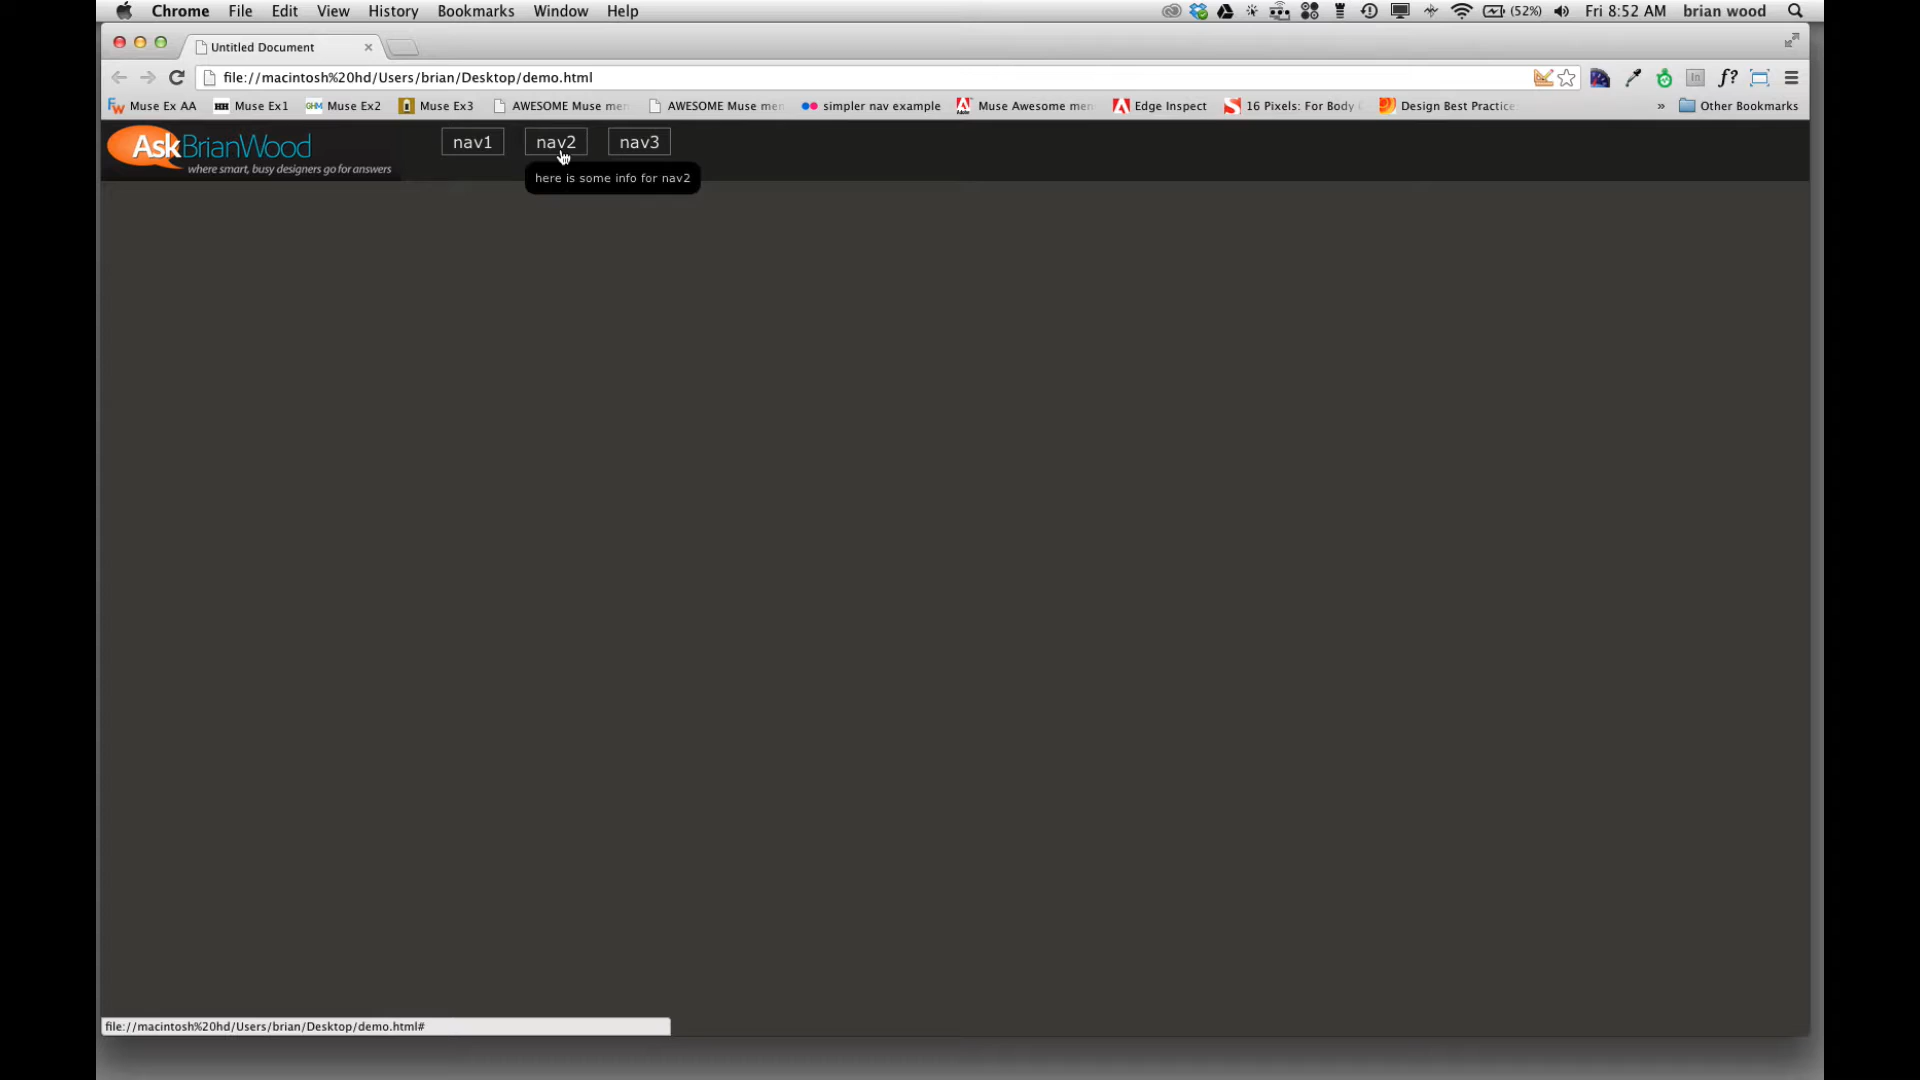 Chrome File Edit View History Bookmarks Window Help (52%) Fri 8:52 AM brian wood
Untitled Document
file://macintosh%20hd/Users/brian/Desktop/demo.html f?
Fw Muse Ex AA Muse Ex1 GHM Muse Ex2 Muse Ex3 AWESOME Muse men AWESOME Muse men simpler nav example Muse Awesome men Edge Inspect 16 Pixels: For Body Design Best Practice » Other Bookmarks
AskBrianWood nav1 nav2 nav3
where smart, busy designers go for answers
here is some info for nav2
file://macintosh%20hd/Users/brian/Desktop/demo.html#